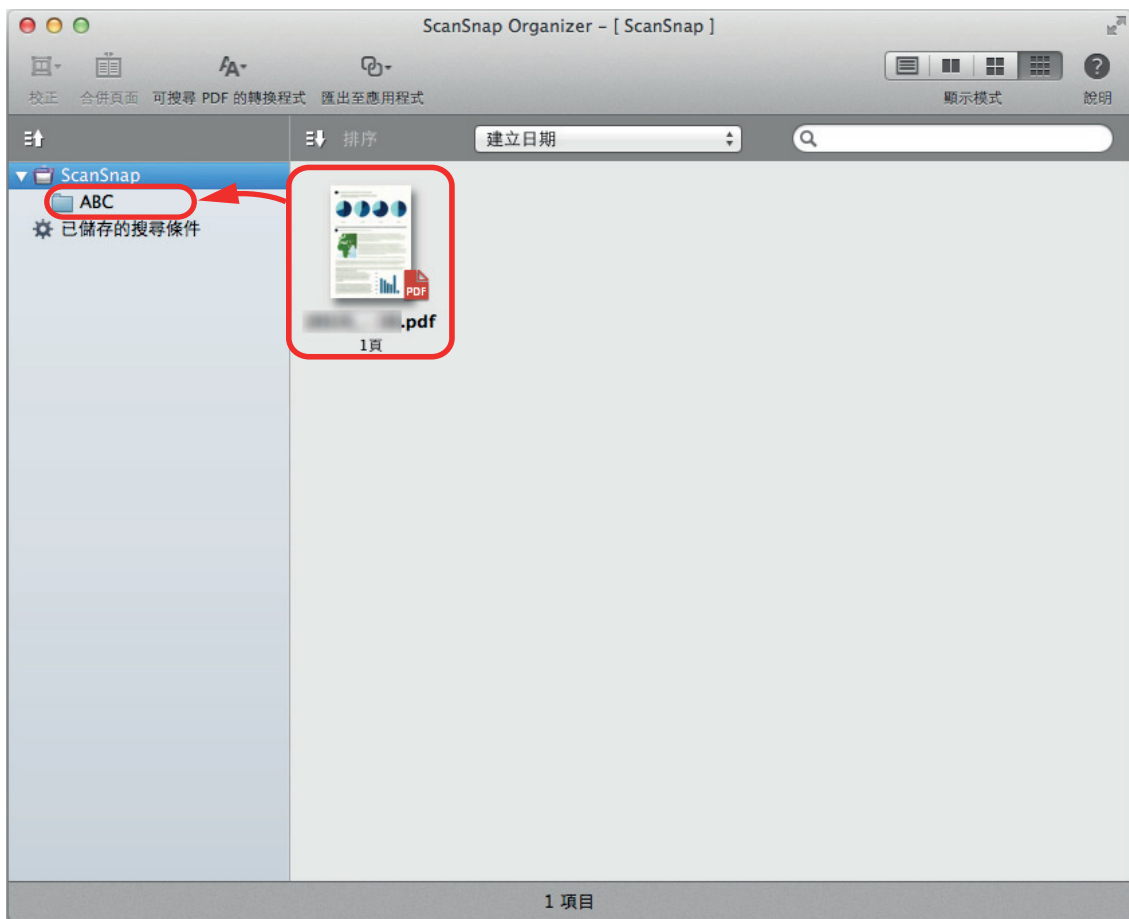 ScanSnap Organizer – [ ScanSnap ]
校正 合併頁面 可搜尋 PDF 的轉換程式 匯出至應用程式 顯示模式 說明
排序 建立日期
ScanSnap
ABC
已儲存的搜尋條件
PDF
.pdf
1頁
1 項目